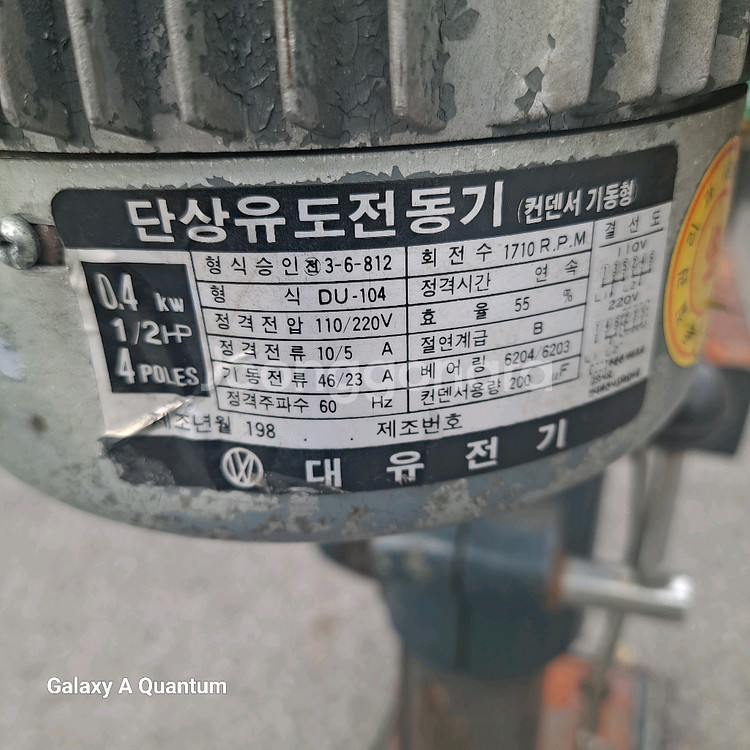 단상유도전동기 (컨덴서 기동형)
0.4 kw
1/2HP
4 POLES
형식승인 전 3-6-812
형 식 DU-104
정격전압 110/220V
정격전류 10/5 A
기동전류 46/23 A
정격주파수 60 Hz
회전수 1710 R.P.M
정격시간 연속
효율 55 %
절연계급 B
베어링 6204/6203
컨덴서용량 200 μF
결선도
110V
220V
제조년월 198 제조번호
대유전기
Galaxy A Quantum